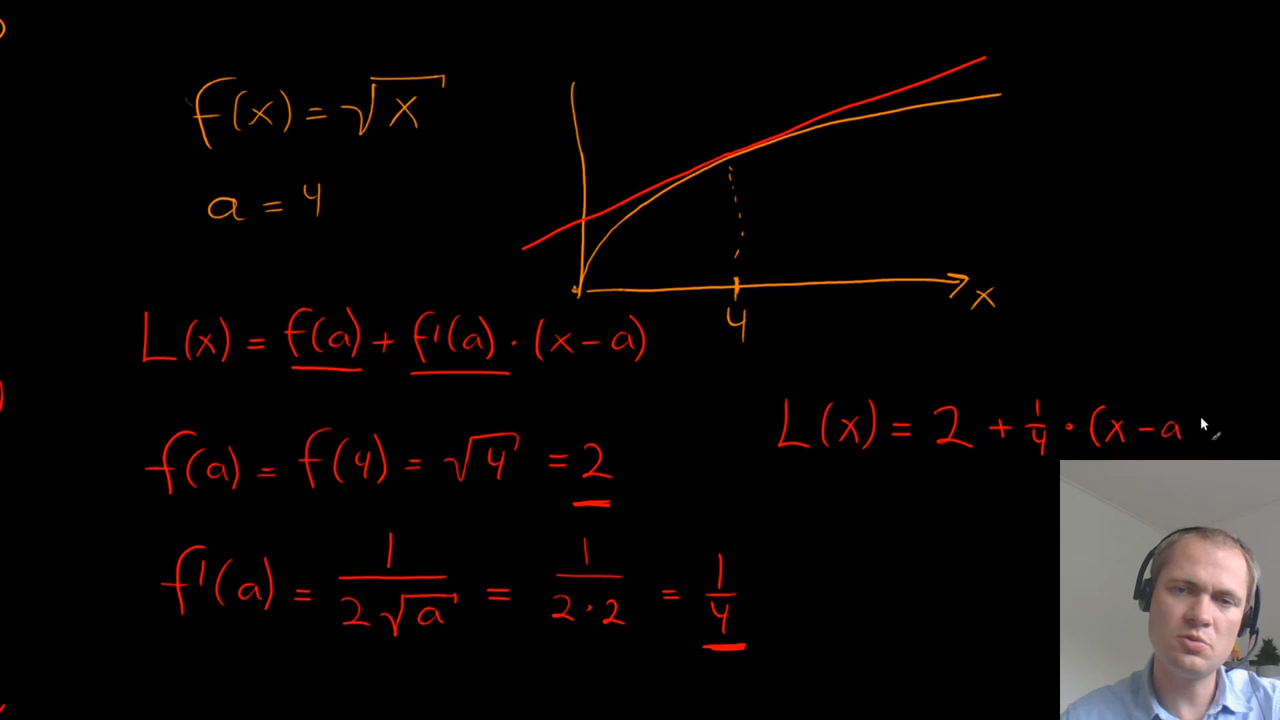 f(x) = √x
a = 4
x
4
L(x) = f(a) + f'(a) · (x - a)
L(x) = 2 + 1/4 · (x - a
f(a) = f(4) = √4 = 2
f'(a) = 1/(2√a) = 1/(2·2) = 1/4